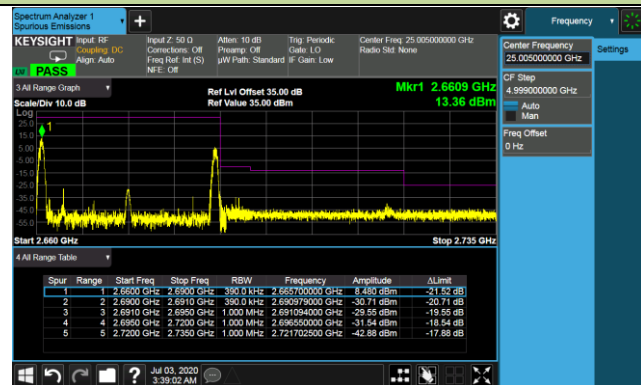 Spectrum Analyzer 1
Spurious Emissions
Frequency
KEYSIGHT
Input: RF
Coupling: DC
Align: Auto
Input Z: 50 Ω
Corrections: Off
Freq Ref: Int (S)
NFE: Off
Atten: 10 dB
Preamp: Off
µW Path: Standard
Trig: Periodic
Gate: LO
IF Gain: Low
Center Freq: 25.005000000 GHz
Radio Std: None
PASS
Center Frequency
25.005000000 GHz
Settings
CF Step
4.999000000 GHz
Auto
Man
Freq Offset
0 Hz
3 All Range Graph
Scale/Div 10.0 dB
Ref Lvl Offset 35.00 dB
Ref Value 35.00 dBm
Mkr1 2.6609 GHz
13.36 dBm
Log
1
25.0
15.0
5.00
-5.00
-15.0
-25.0
-35.0
-45.0
-55.0
Start 2.660 GHz
Stop 2.735 GHz
4 All Range Table
Spur Range Start Freq Stop Freq RBW Frequency Amplitude ΔLimit
1 1 2.6600 GHz 2.6900 GHz 390.0 kHz 2.665700000 GHz 8.480 dBm -21.52 dB
2 2 2.6900 GHz 2.6910 GHz 390.0 kHz 2.690979000 GHz -30.71 dBm -20.71 dB
3 3 2.6910 GHz 2.6950 GHz 1.000 MHz 2.691094000 GHz -29.55 dBm -19.55 dB
4 4 2.6950 GHz 2.7200 GHz 1.000 MHz 2.696550000 GHz -31.54 dBm -18.54 dB
5 5 2.7200 GHz 2.7350 GHz 1.000 MHz 2.721702500 GHz -42.88 dBm -17.88 dB
Jul 03, 2020
3:39:02 AM